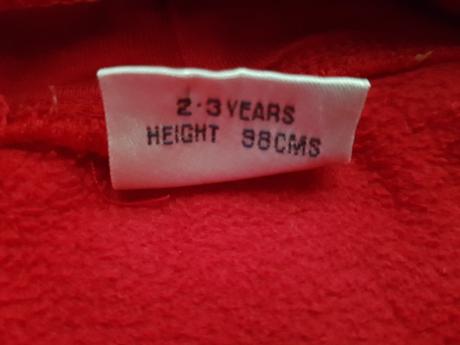 2-3 YEARS
HEIGHT 98CMS